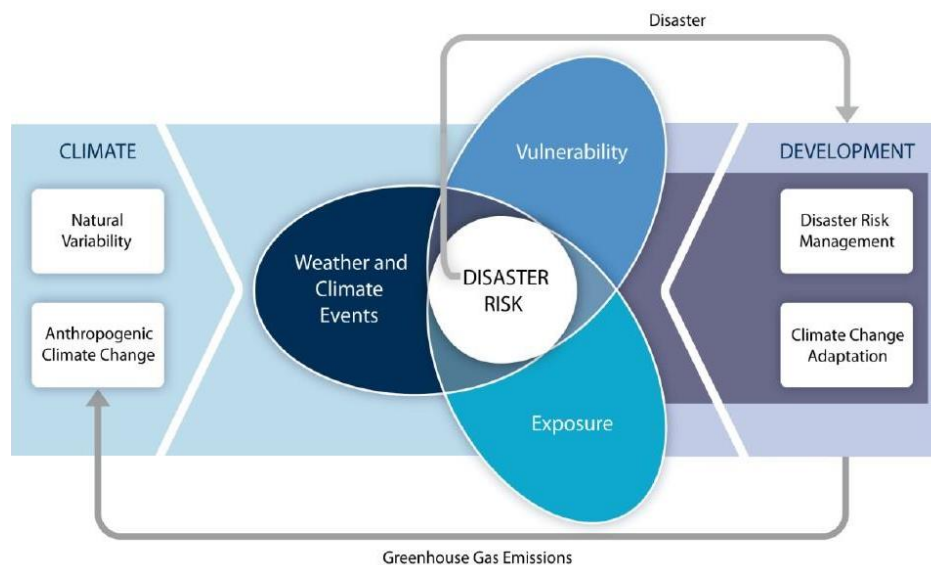 Disaster
CLIMATE
Natural
Variability
Anthropogenic
Climate Change
Vulnerability
Weather and
Climate
Events
DISASTER
RISK
Exposure
DEVELOPMENT
Disaster Risk
Management
Climate Change
Adaptation
Greenhouse Gas Emissions